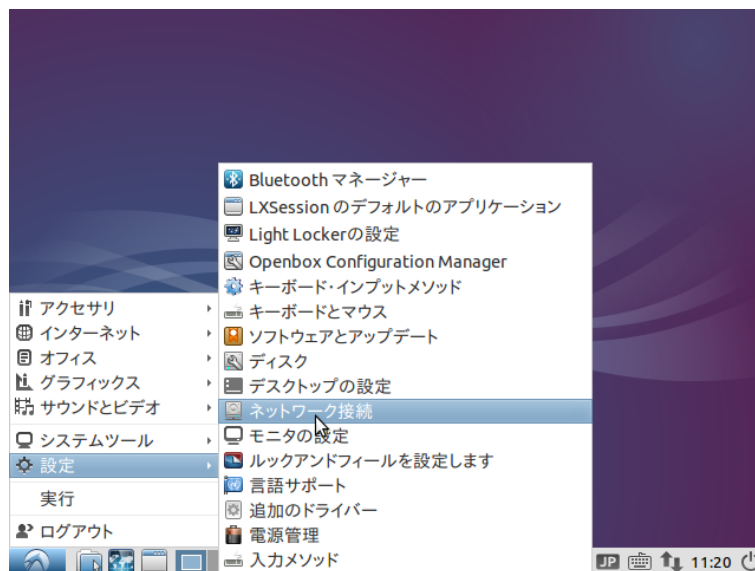 Bluetooth マネージャー
LXSession のデフォルトのアプリケーション
Light Lockerの設定
Openbox Configuration Manager
キーボード・インプットメソッド
キーボードとマウス
ソフトウェアとアップデート
ディスク
デスクトップの設定
ネットワーク接続
モニタの設定
ルックアンドフィールを設定します
言語サポート
追加のドライバー
電源管理
入力メソッド
アクセサリ
インターネット
オフィス
グラフィックス
サウンドとビデオ
システムツール
設定
実行
ログアウト
JP 11:20